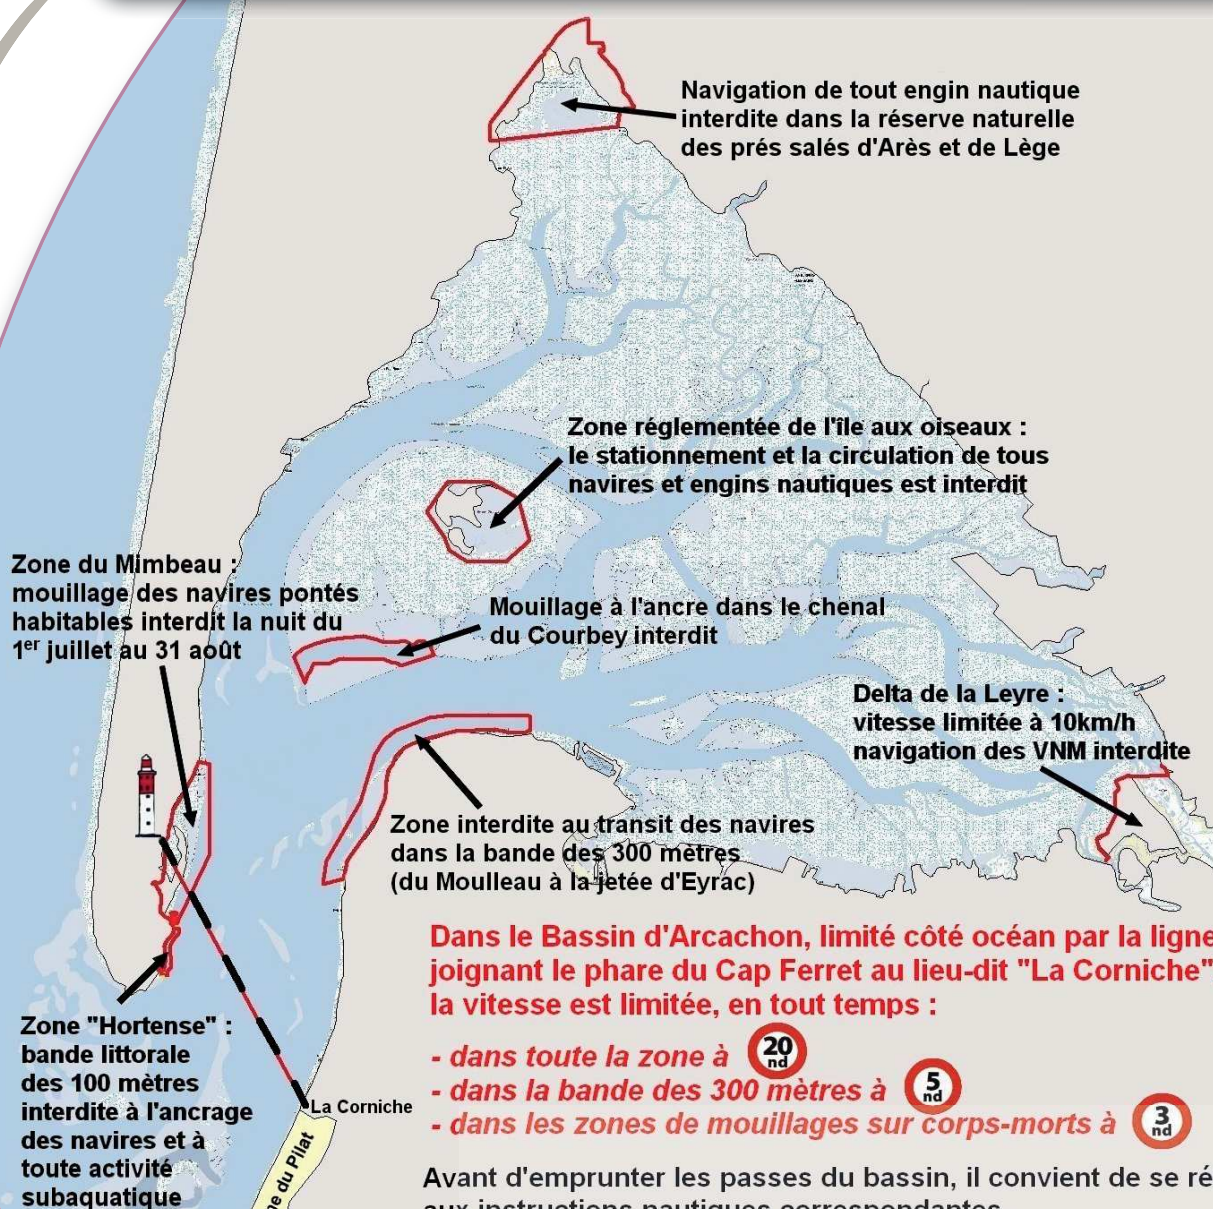 Navigation de tout engin nautique
interdite dans la réserve naturelle
des prés salés d'Arès et de Lège
Zone réglementée de l'île aux oiseaux :
le stationnement et la circulation de tous
navires et engins nautiques est interdit
Zone du Mimbeau :
mouillage des navires pontés
habitables interdit la nuit du
1er juillet au 31 août
Mouillage à l'ancre dans le chenal
du Courbey interdit
Delta de la Leyre :
vitesse limitée à 10km/h
navigation des VNM interdite
Zone interdite au transit des navires
dans la bande des 300 mètres
(du Moulleau à la jetée d'Eyrac)
Zone "Hortense" :
bande littorale
des 100 mètres
interdite à l'ancrage
des navires et à
toute activité
subaquatique
La Corniche
du Pilat
Dans le Bassin d'Arcachon, limité côté océan par la ligne
joignant le phare du Cap Ferret au lieu-dit "La Corniche"
la vitesse est limitée, en tout temps :
- dans toute la zone à 20 nd
- dans la bande des 300 mètres à 5 nd
- dans les zones de mouillages sur corps-morts à 3 nd
Avant d'emprunter les passes du bassin, il convient de se ré
aux instructions nautiques correspondantes